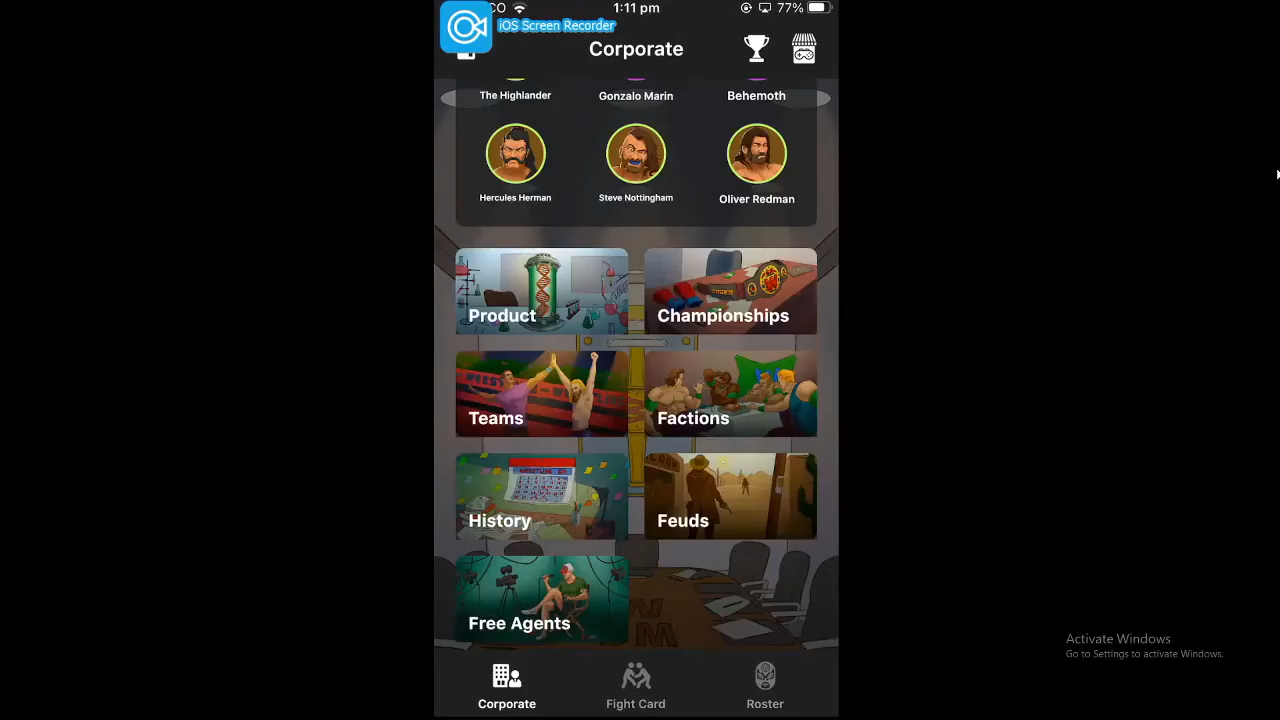 CO 1:11 pm 77%
iOS Screen Recorder
Corporate
The Highlander Gonzalo Marin Behemoth
Hercules Herman Steve Nottingham Oliver Redman
Product Championships
Teams Factions
History Feuds
Free Agents
Corporate Fight Card Roster
Activate Windows
Go to Settings to activate Windows.